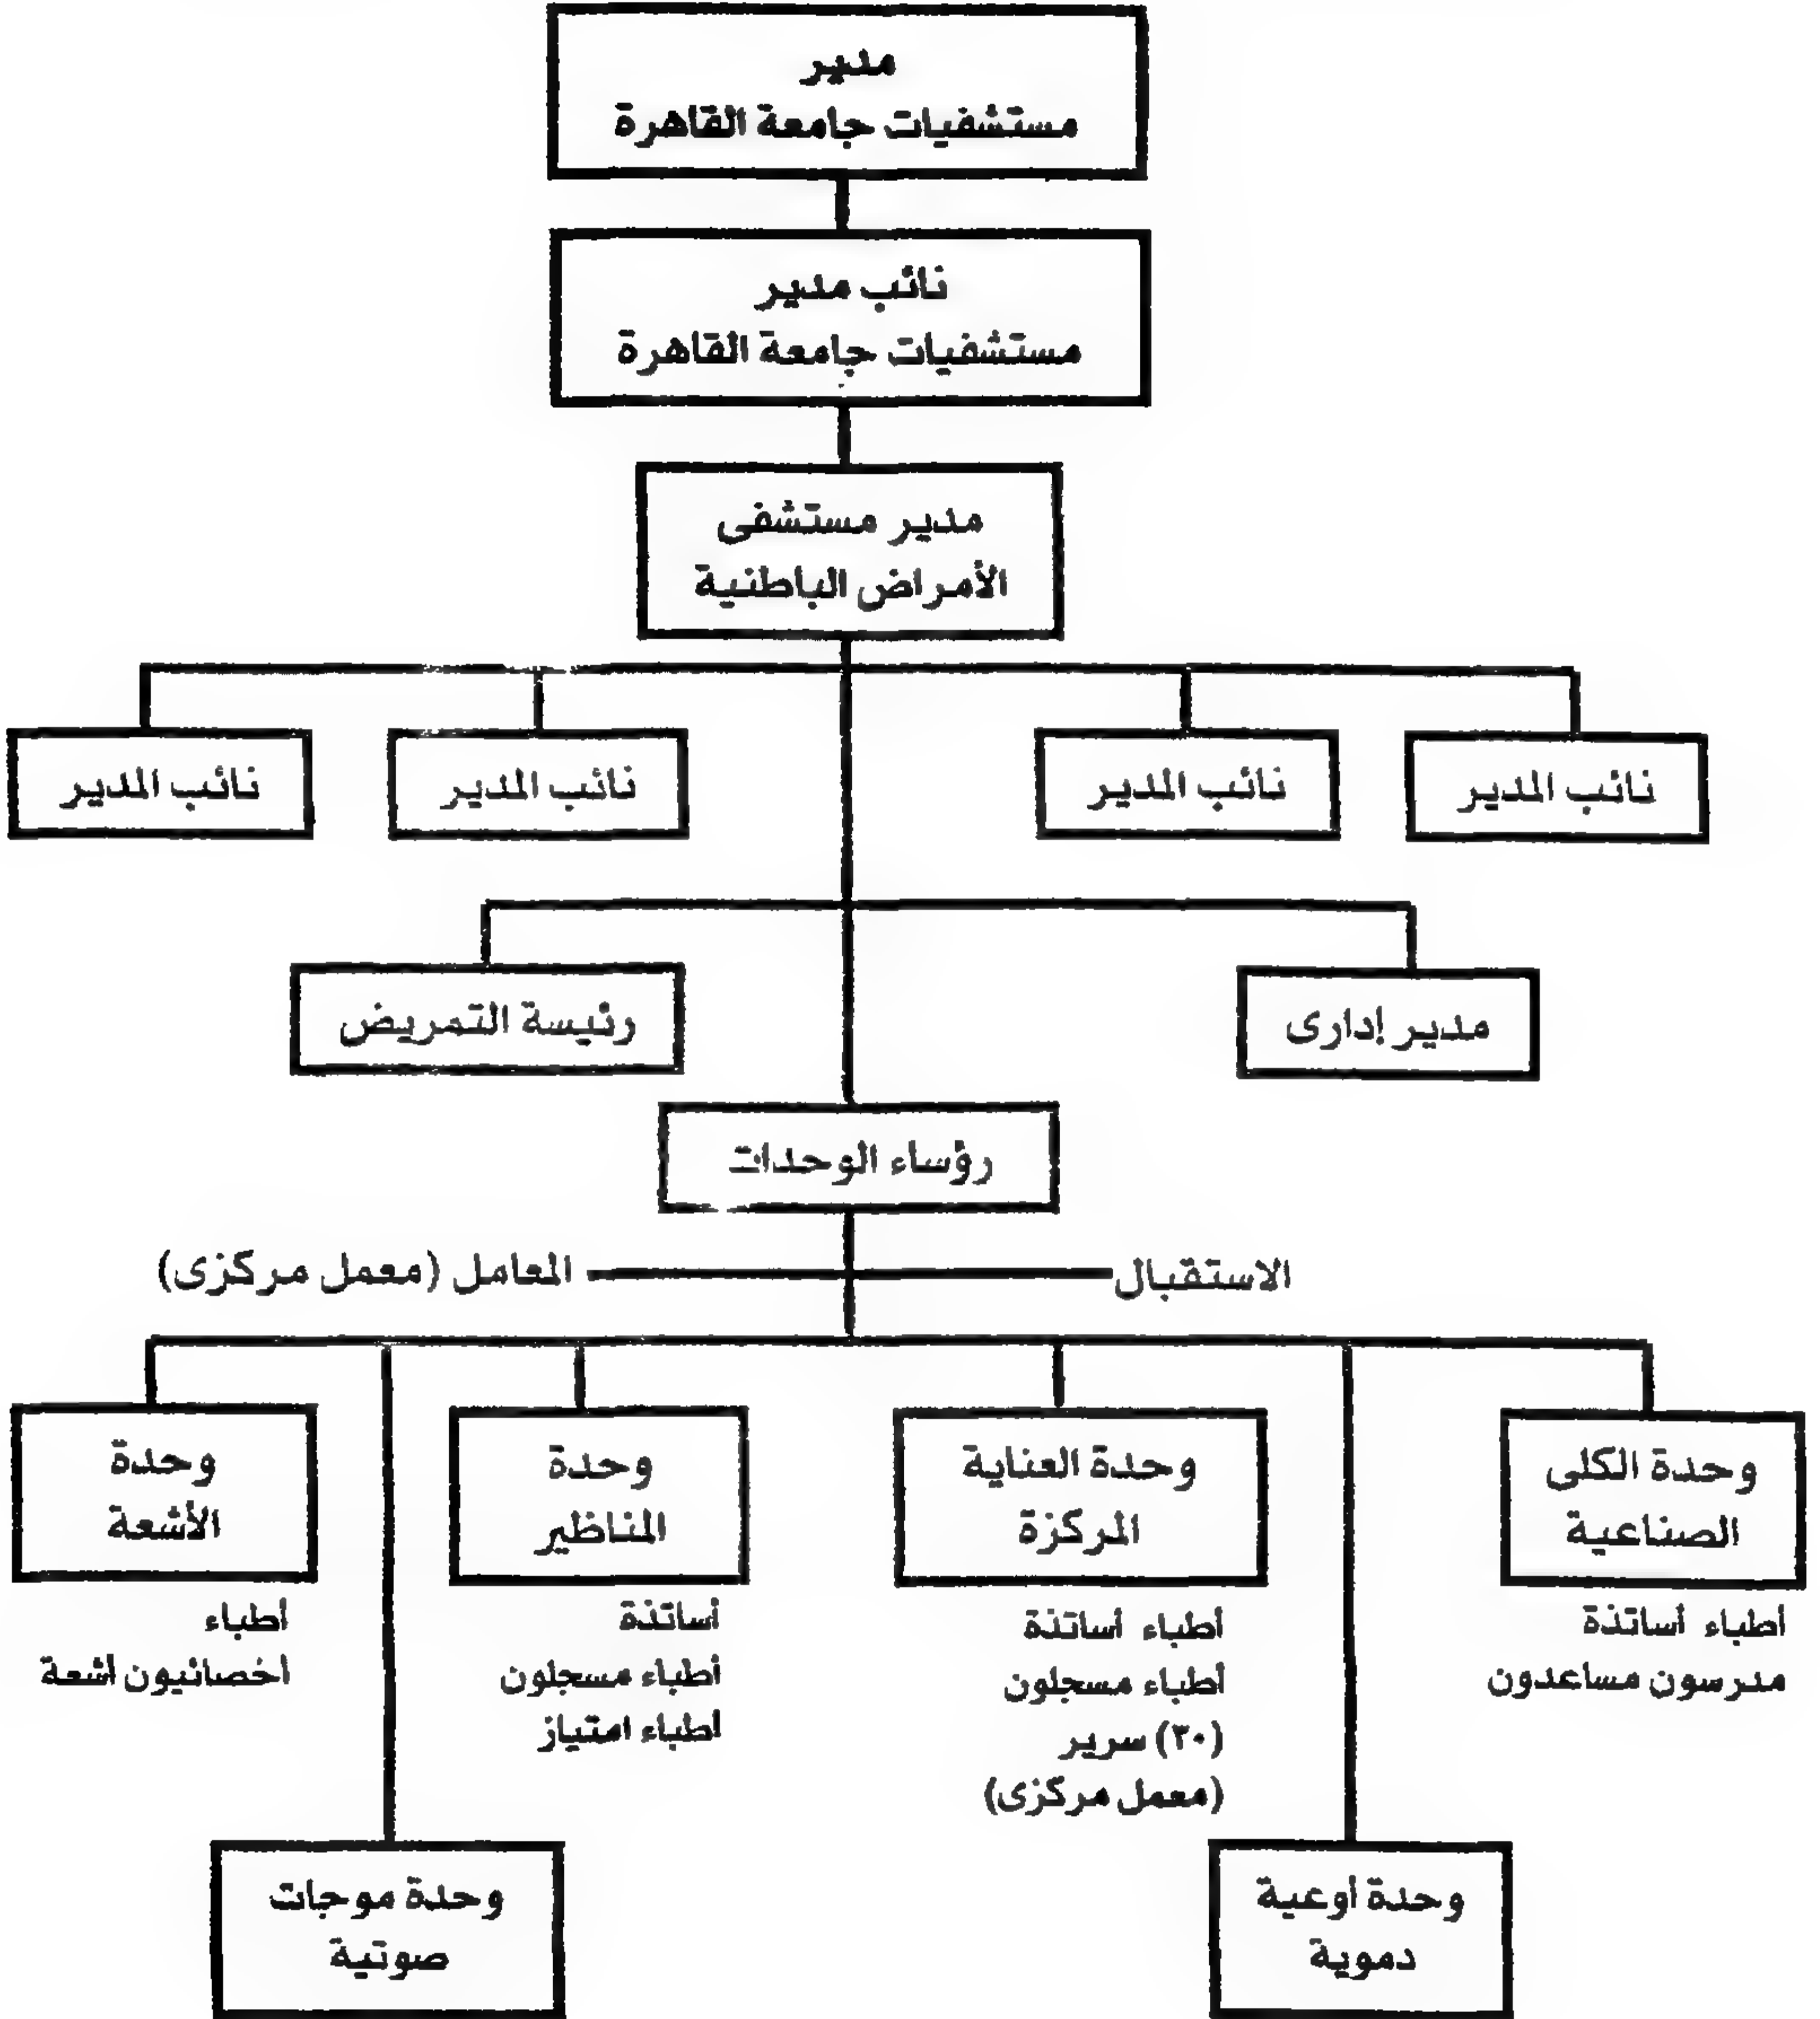 مدير
مستشفيات جامعة القاهرة
نائب مدير
مستشفيات جامعة القاهرة
مدير مستشفى
الأمراض الباطنية
نائب المدير
نائب المدير
نائب المدير
نائب المدير
مدير إدارى
رئيسة التمريض
رؤساء الوحدات
الاستقبال
المعامل (معمل مركزى)
وحدة الكلى
الصناعية
أطباء أساتذة
مدرسون مساعدون
وحدة العناية
المركزة
أطباء أساتذة
أطباء مسجلون
(٣٠) سرير
(معمل مركزى)
وحدة
المناظير
أساتذة
أطباء مسجلون
أطباء امتياز
وحدة
الأشعة
أطباء
أخصائيون أشعة
وحدة أوعية
دموية
وحدة موجات
صوتية